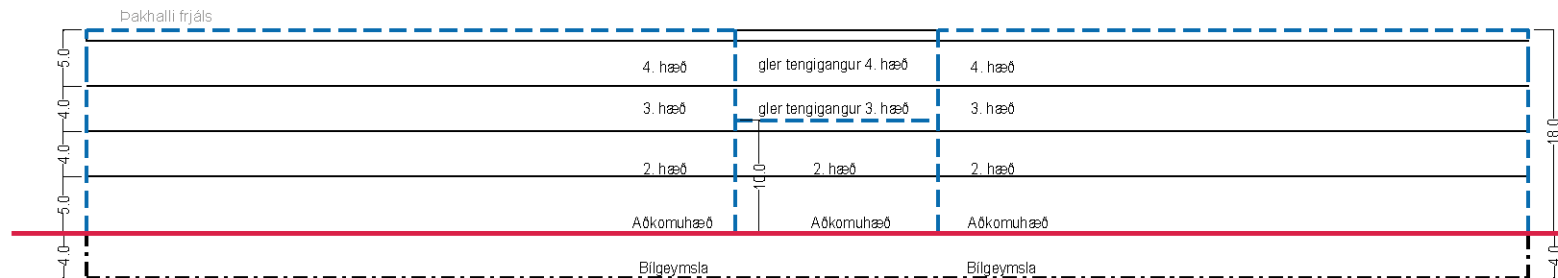 Þakhalli frjáls
5.0
4. hæð gler tengigangur 4. hæð 4. hæð
4.0
3. hæð gler tengigangur 3. hæð 3. hæð
18.0
4.0
2. hæð 10.0 2. hæð 2. hæð
5.0
Aðkomuhæð Aðkomuhæð Aðkomuhæð
4.0 Bílgeymsla Bílgeymsla 4.0